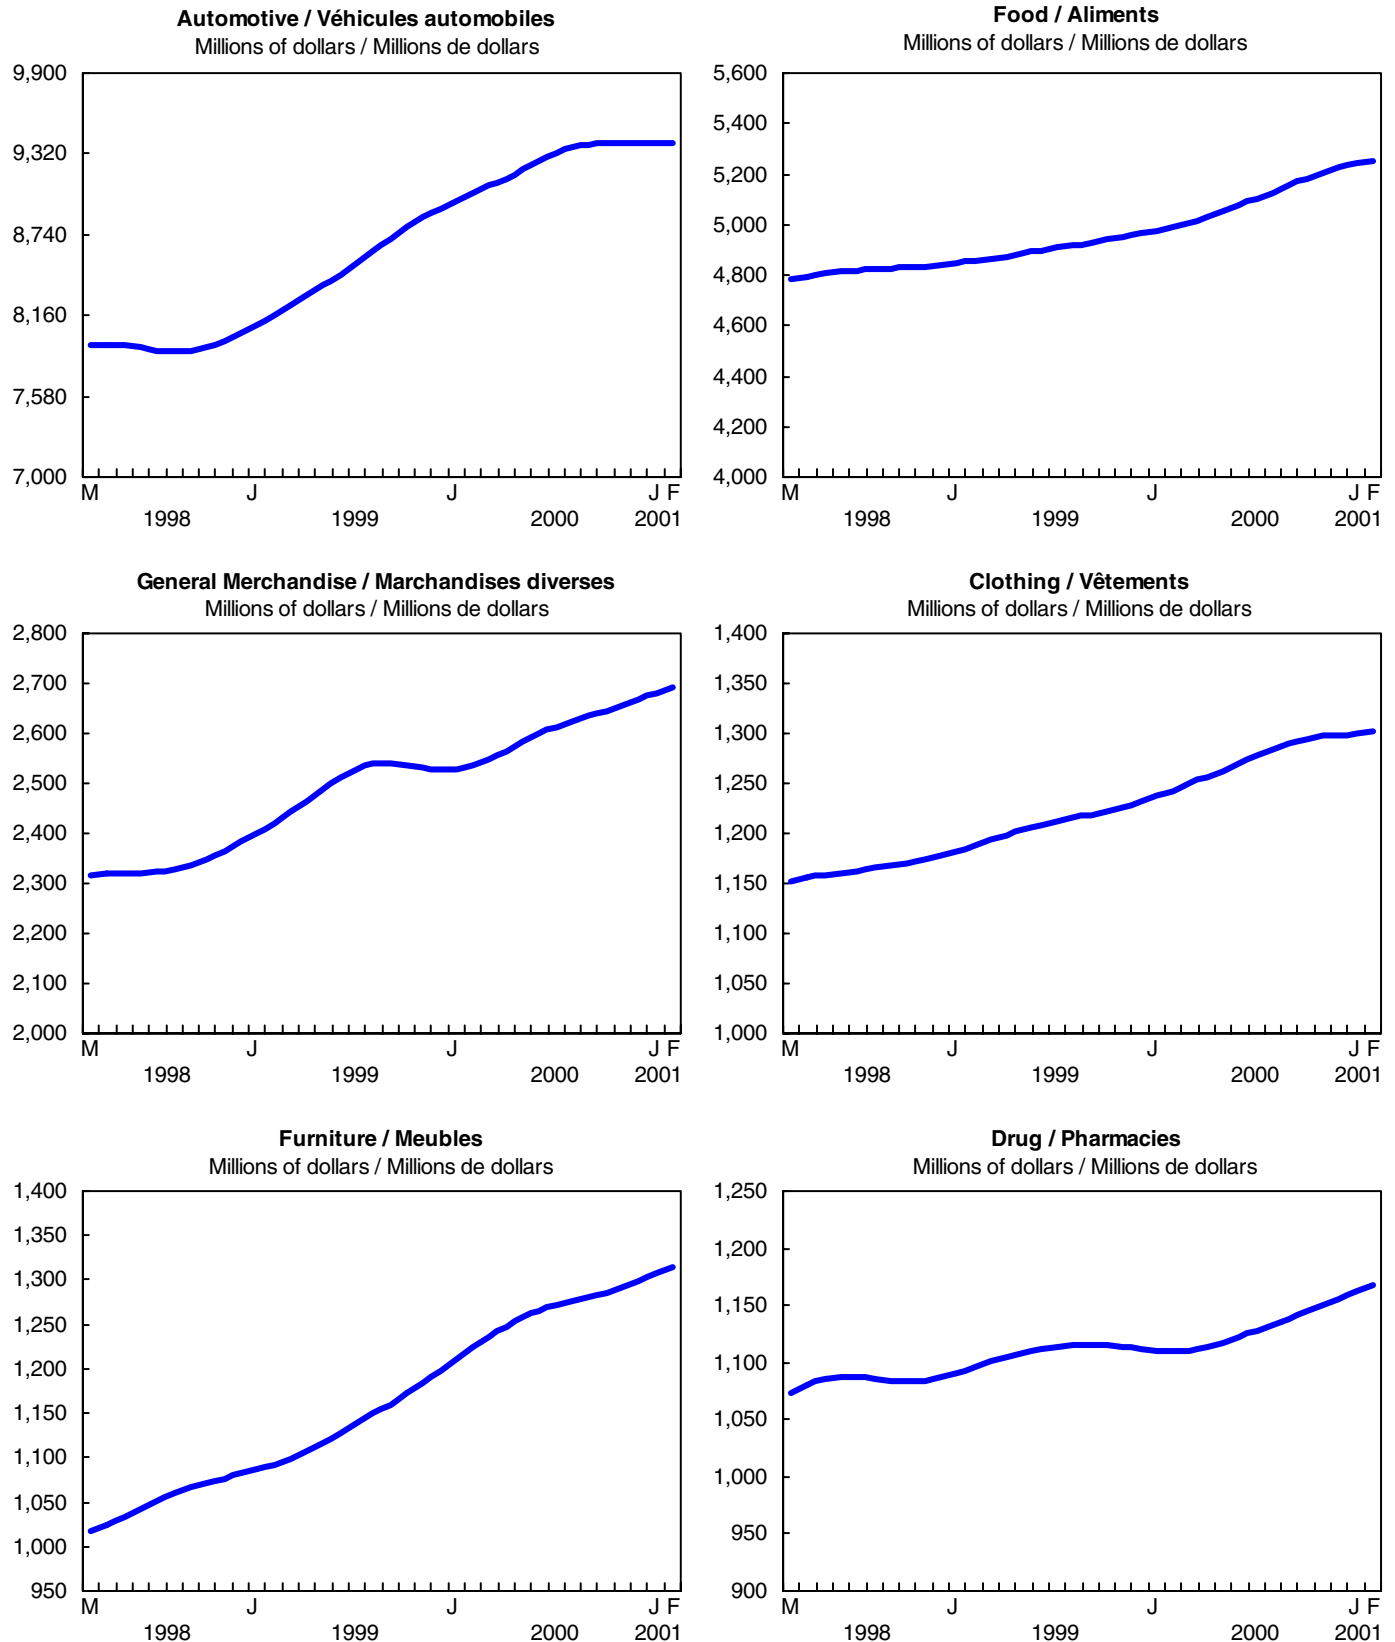 Automotive / Véhicules automobiles
Millions of dollars / Millions de dollars
9,900
9,320
8,740
8,160
7,580
7,000
M J J J F
1998 1999 2000 2001
Food / Aliments
Millions of dollars / Millions de dollars
5,600
5,400
5,200
5,000
4,800
4,600
4,400
4,200
4,000
M J J J F
1998 1999 2000 2001
General Merchandise / Marchandises diverses
Millions of dollars / Millions de dollars
2,800
2,700
2,600
2,500
2,400
2,300
2,200
2,100
2,000
M J J J F
1998 1999 2000 2001
Clothing / Vêtements
Millions of dollars / Millions de dollars
1,400
1,350
1,300
1,250
1,200
1,150
1,100
1,050
1,000
M J J J F
1998 1999 2000 2001
Furniture / Meubles
Millions of dollars / Millions de dollars
1,400
1,350
1,300
1,250
1,200
1,150
1,100
1,050
1,000
950
M J J J F
1998 1999 2000 2001
Drug / Pharmacies
Millions of dollars / Millions de dollars
1,250
1,200
1,150
1,100
1,050
1,000
950
900
M J J J F
1998 1999 2000 2001